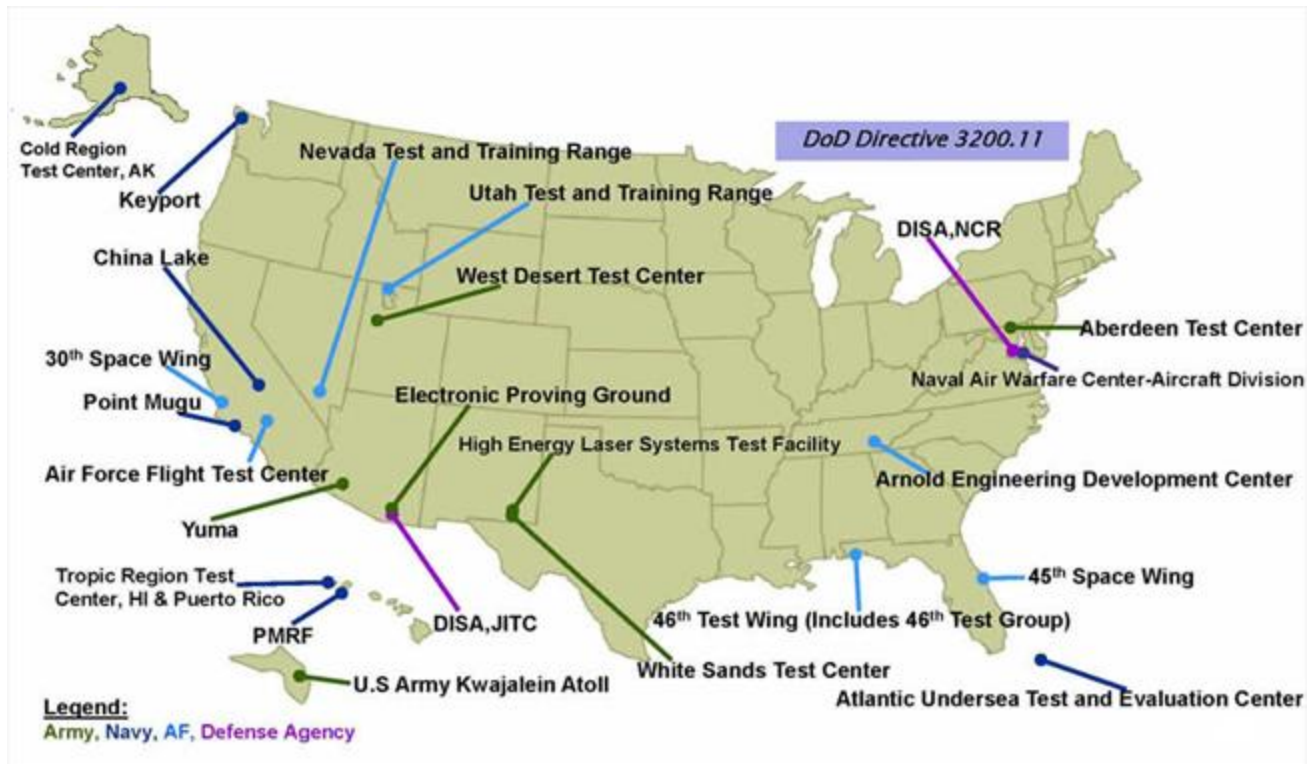 DoD Directive 3200.11
Cold Region
Test Center, AK
Keyport
Nevada Test and Training Range
Utah Test and Training Range
DISA,NCR
China Lake
West Desert Test Center
Aberdeen Test Center
30th Space Wing
Naval Air Warfare Center-Aircraft Division
Point Mugu
Electronic Proving Ground
High Energy Laser Systems Test Facility
Air Force Flight Test Center
Arnold Engineering Development Center
Yuma
Tropic Region Test
Center, HI & Puerto Rico
45th Space Wing
PMRF
DISA,JITC
46th Test Wing (Includes 46th Test Group)
White Sands Test Center
U.S Army Kwajalein Atoll
Atlantic Undersea Test and Evaluation Center
Legend:
Army, Navy, AF, Defense Agency